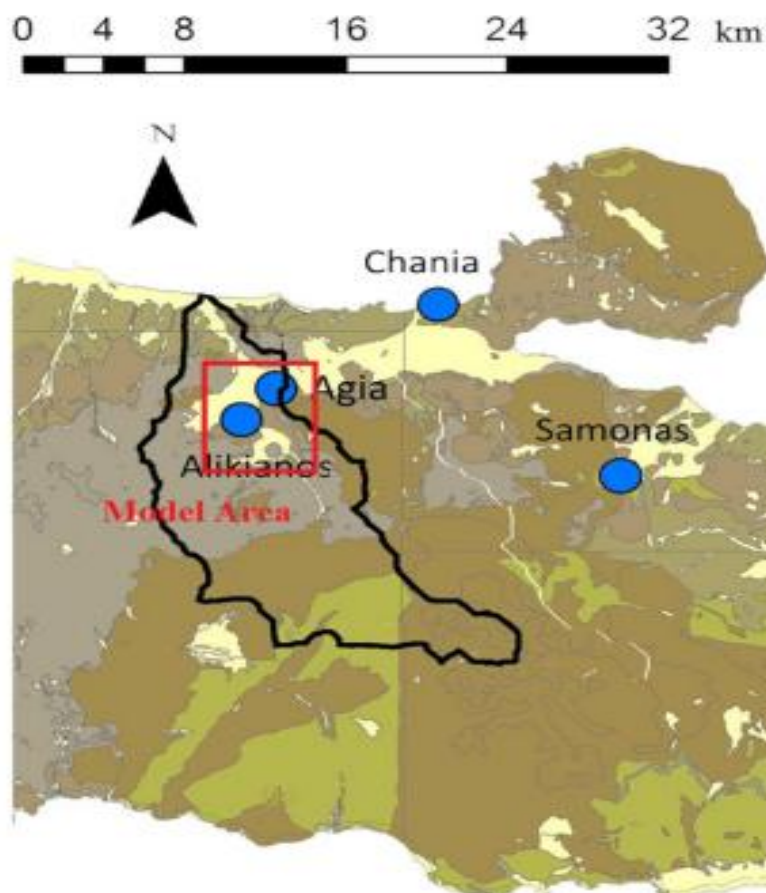 0 4 8 16 24 32 km
N
Chania
Agia
Samonas
Alikianos
Model Area